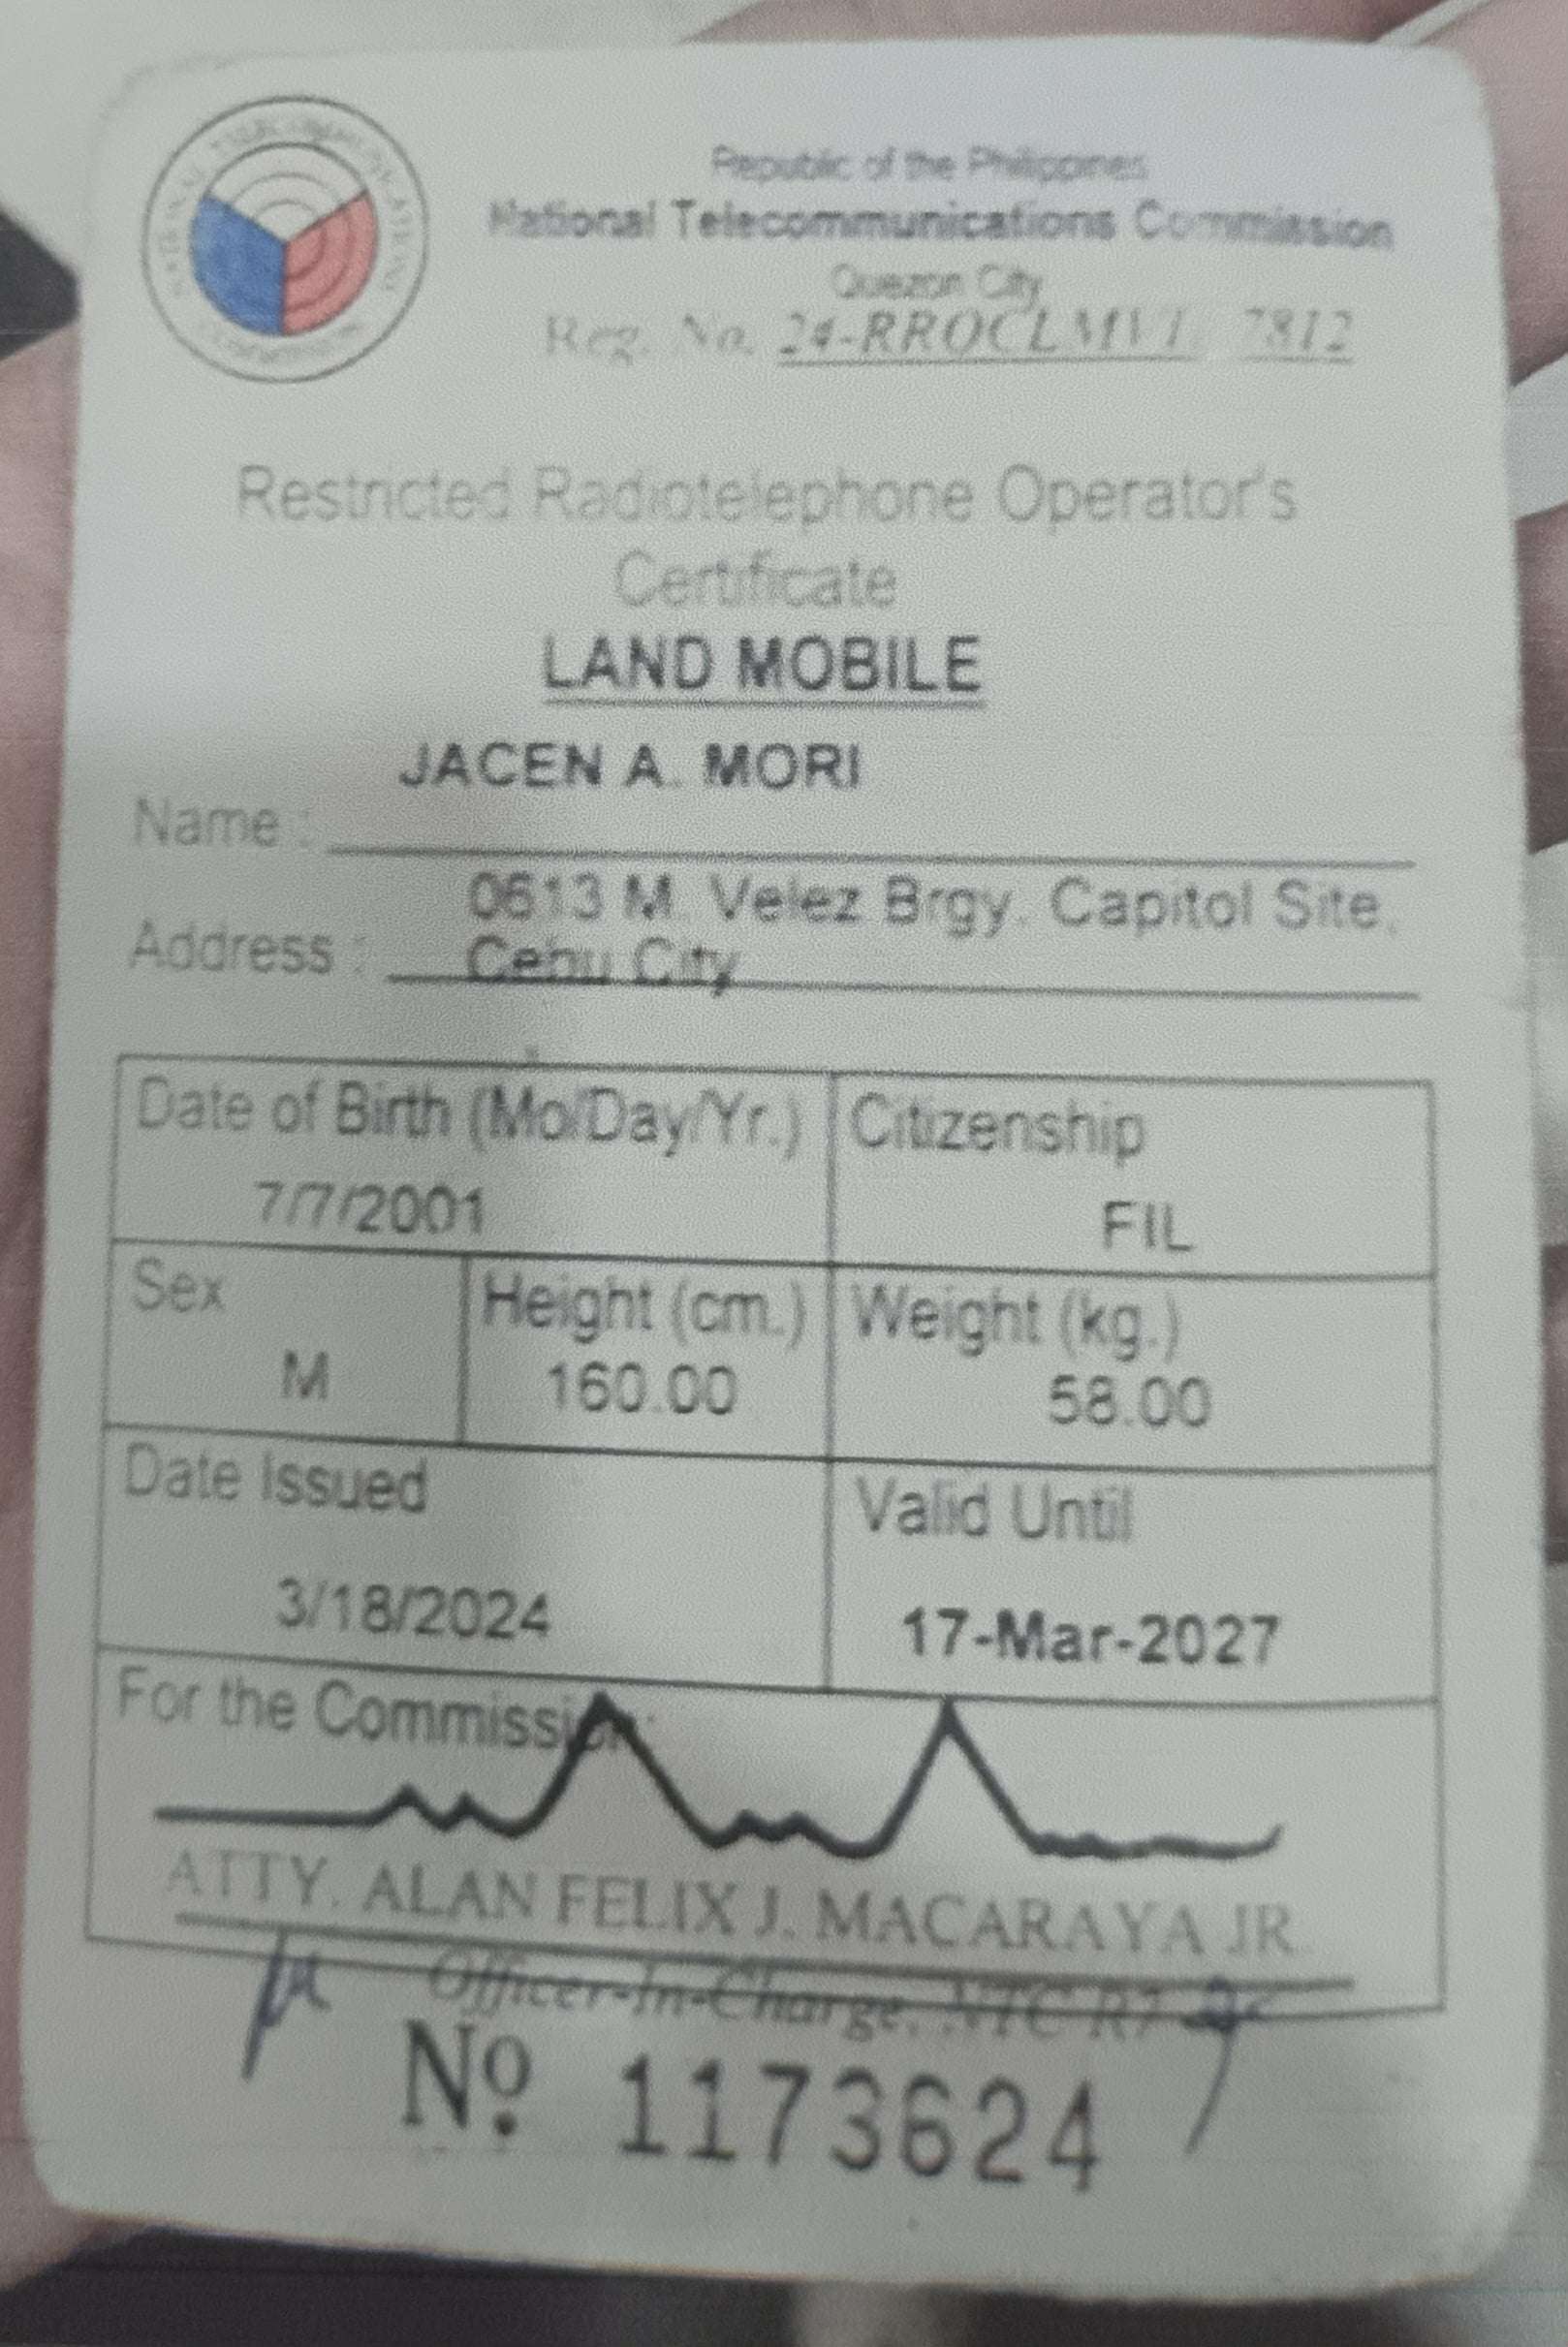 NATIONAL TELECOMMUNICATIONS COMMISSION
Republic of the Philippines
National Telecommunications Commission
Quezon City
Reg. No. 24-RROCLMVI 7812
Restricted Radiotelephone Operator's
Certificate
LAND MOBILE
JACEN A. MORI
Name :
0613 M. Velez Brgy. Capitol Site,
Address : Cebu City
Date of Birth (Mo/Day/Yr.) Citizenship
7/7/2001 FIL
Sex Height (cm.) Weight (kg.)
M 160.00 58.00
Date Issued Valid Until
3/18/2024 17-Mar-2027
For the Commission:
ATTY. ALAN FELIX J. MACARAYA JR.
Officer-In-Charge, NTC R7
Nº 1173624